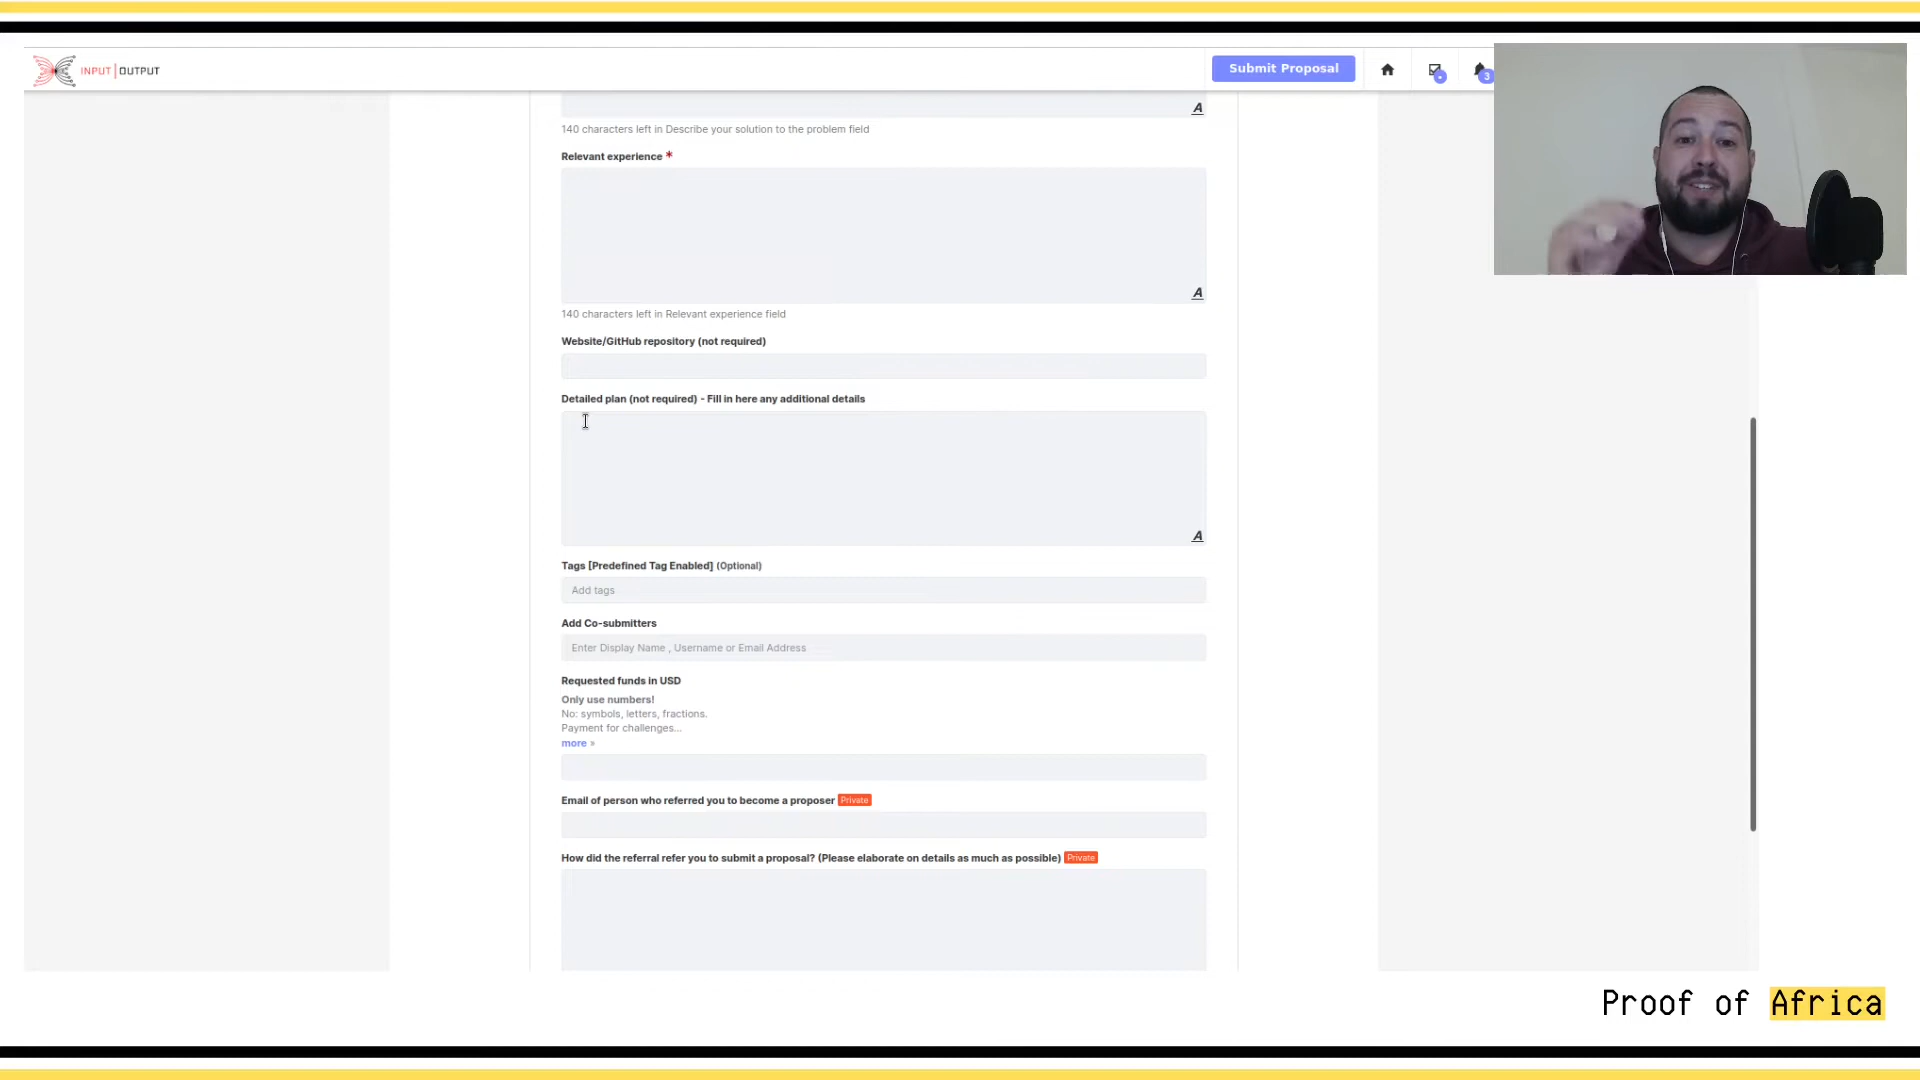 INPUT | OUTPUT
Submit Proposal
3
A
140 characters left in Describe your solution to the problem field
Relevant experience *
A
140 characters left in Relevant experience field
Website/GitHub repository (not required)
Detailed plan (not required) - Fill in here any additional details
A
Tags [Predefined Tag Enabled] (Optional)
Add tags
Add Co-submitters
Enter Display Name , Username or Email Address
Requested funds in USD
Only use numbers!
No: symbols, letters, fractions.
Payment for challenges...
more »
Email of person who referred you to become a proposer Private
How did the referral refer you to submit a proposal? (Please elaborate on details as much as possible) Private
Proof of Africa